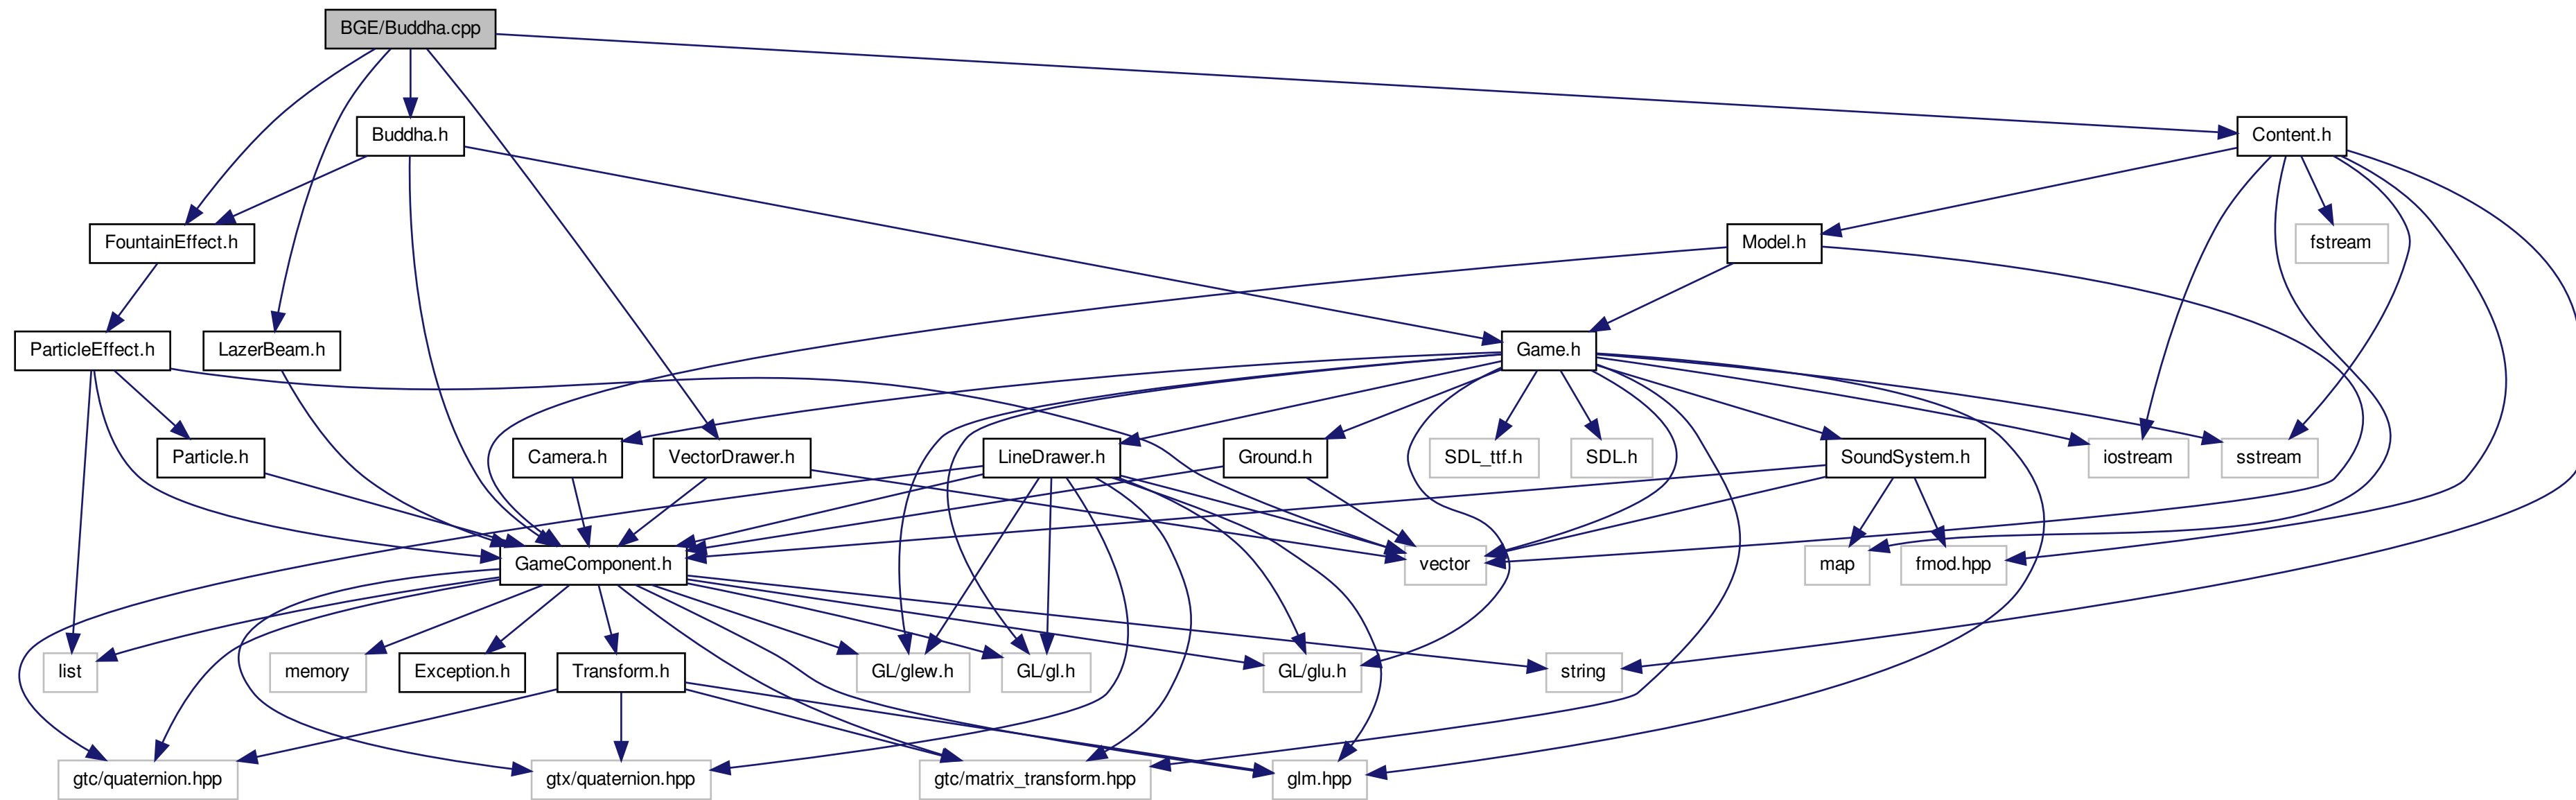 BGE/Buddha.cpp
Buddha.h
Content.h
FountainEffect.h
Model.h
fstream
ParticleEffect.h
LazerBeam.h
Game.h
Particle.h
Camera.h
VectorDrawer.h
LineDrawer.h
Ground.h
SDL_ttf.h
SDL.h
SoundSystem.h
iostream
sstream
GameComponent.h
vector
map
fmod.hpp
list
memory
Exception.h
Transform.h
GL/glew.h
GL/gl.h
GL/glu.h
string
gtc/quaternion.hpp
gtx/quaternion.hpp
gtc/matrix_transform.hpp
glm.hpp